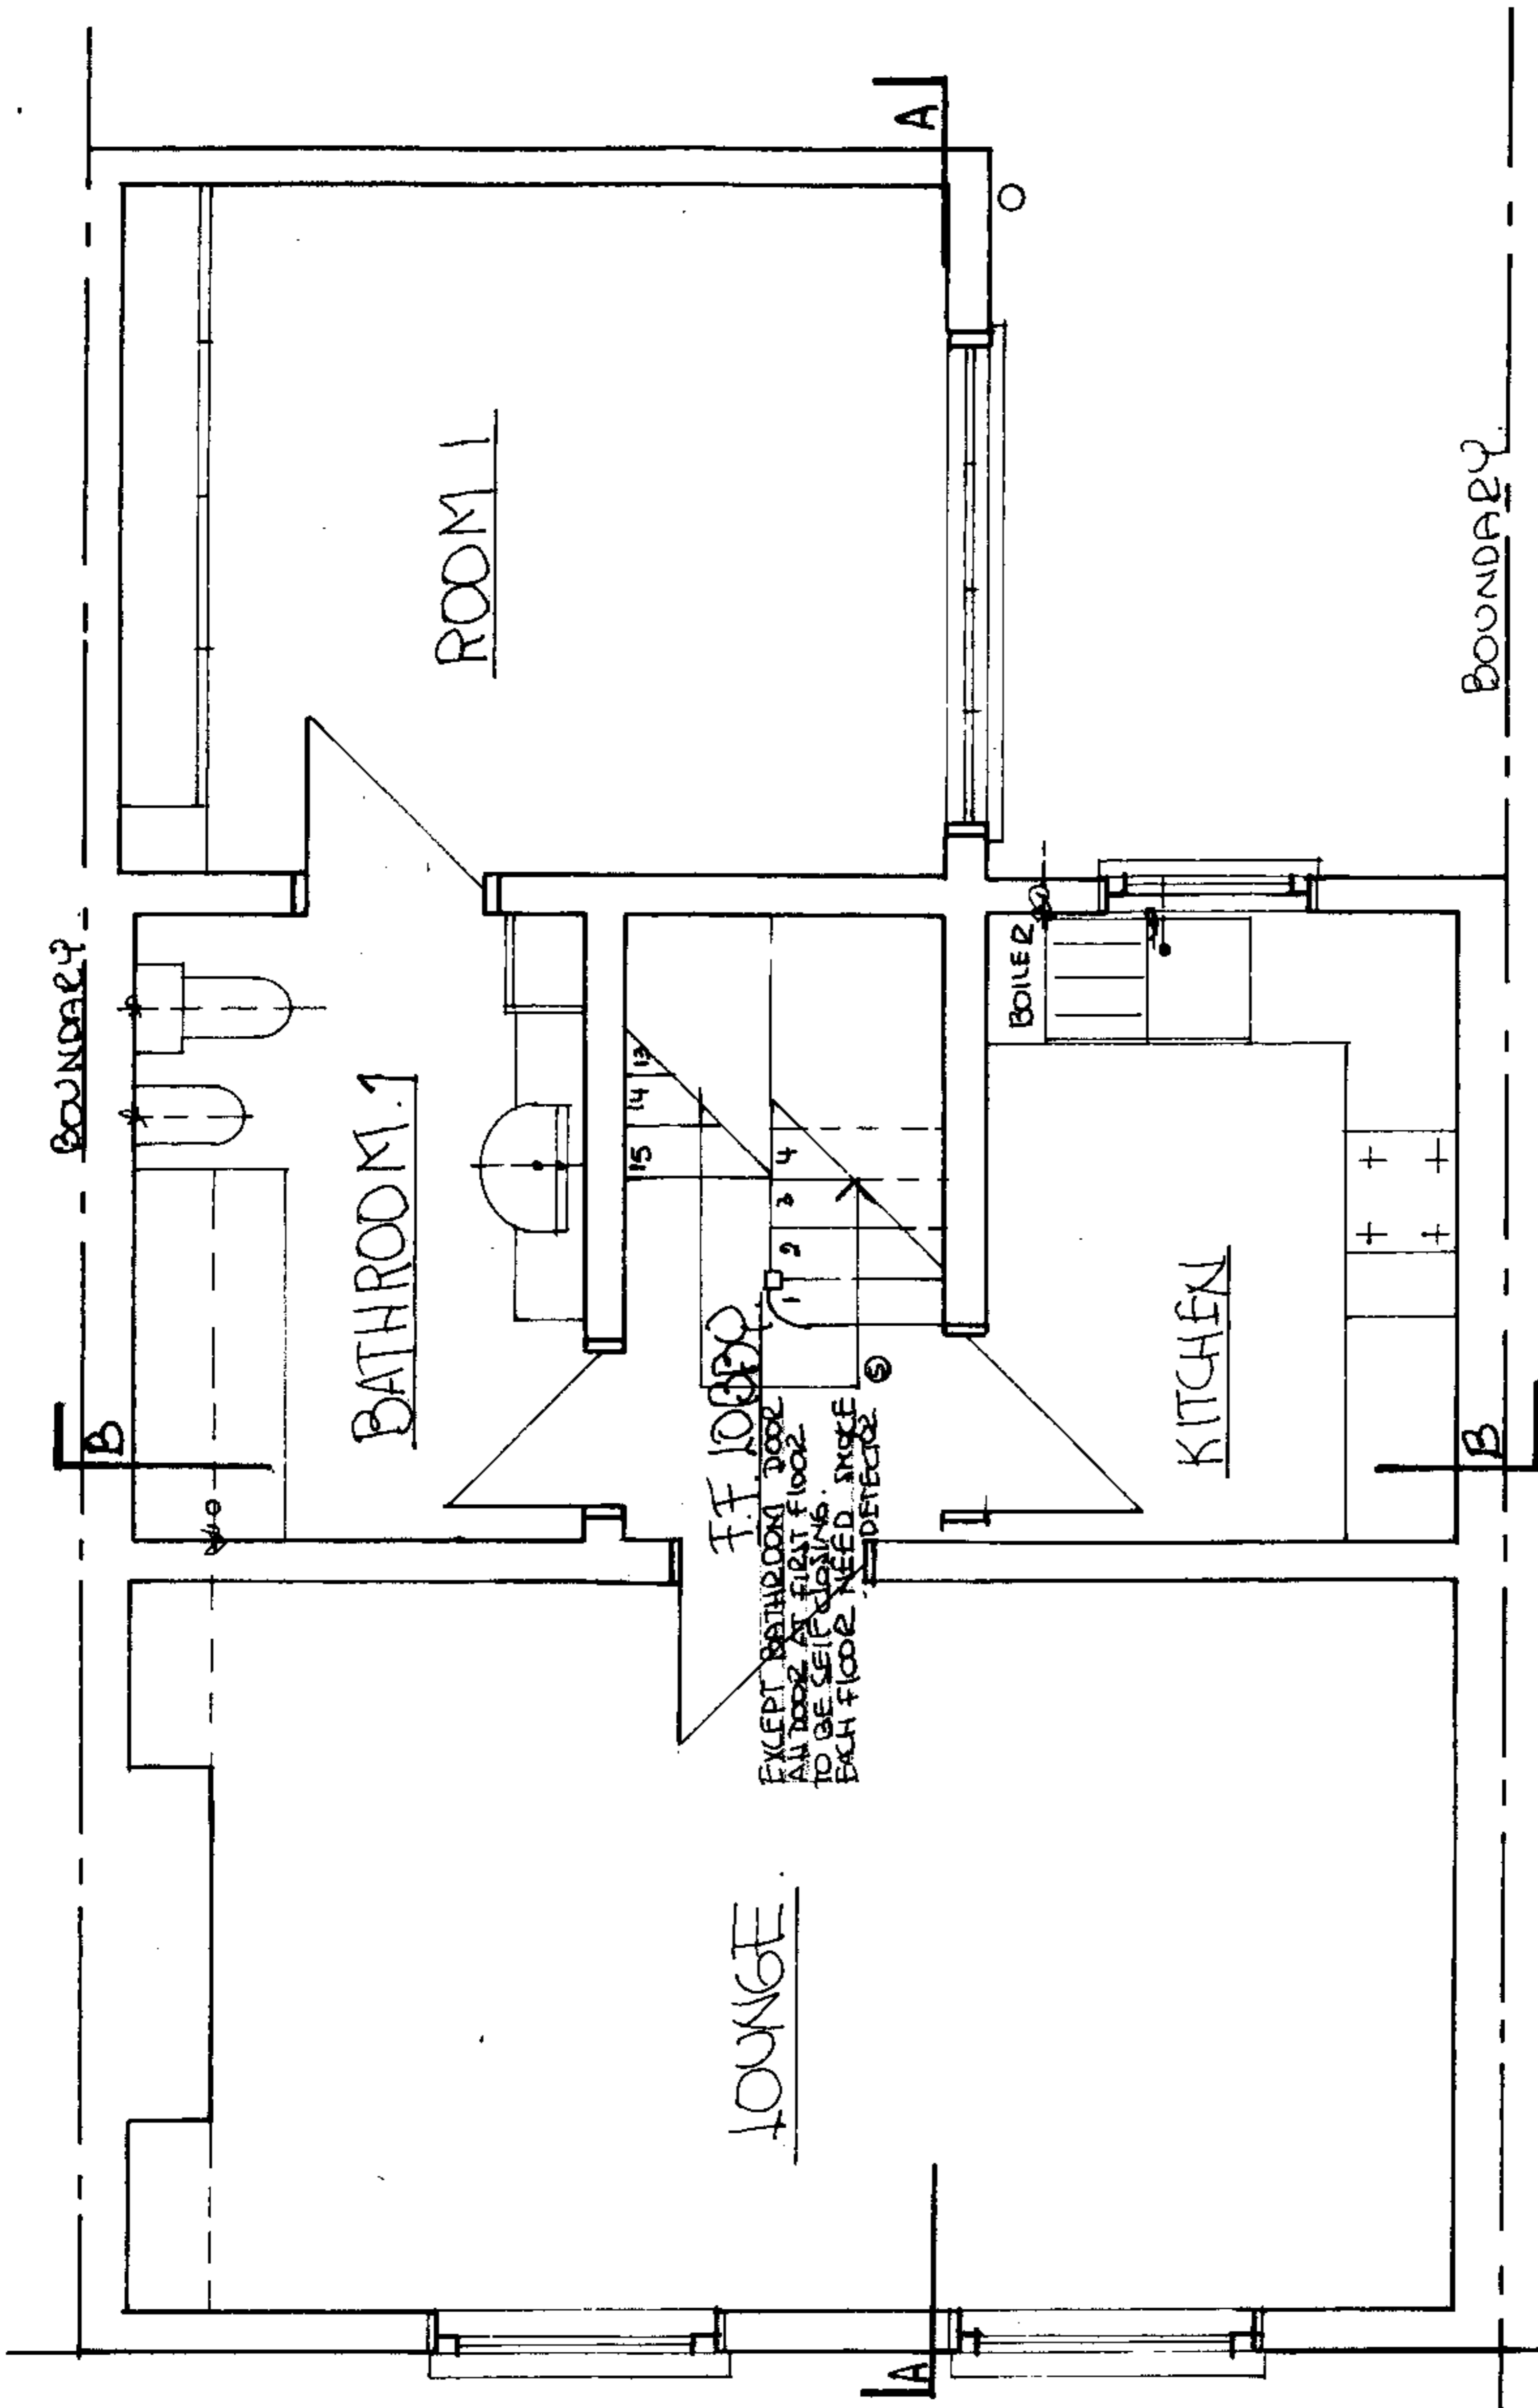 BOUNDARY
BATHROOM.1
ROOM 1
F.F. LOBBY
EXCEPT BATHROOM DOOR
ALL DOOR AT FIRST FLOOR
TO BE SELF CLOSING.
EACH FLOOR NEED SMOKE
DETECTOR
S
15
14
13
1
2
3
4
LOUNGE.
KITCHEN
BOILER
BOUNDARY
A
A
B
B